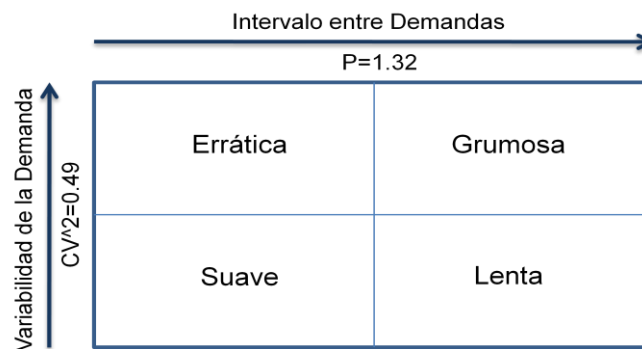 Intervalo entre Demandas
P=1.32
Variabilidad de la Demanda
CV^2=0.49
Errática
Grumosa
Suave
Lenta